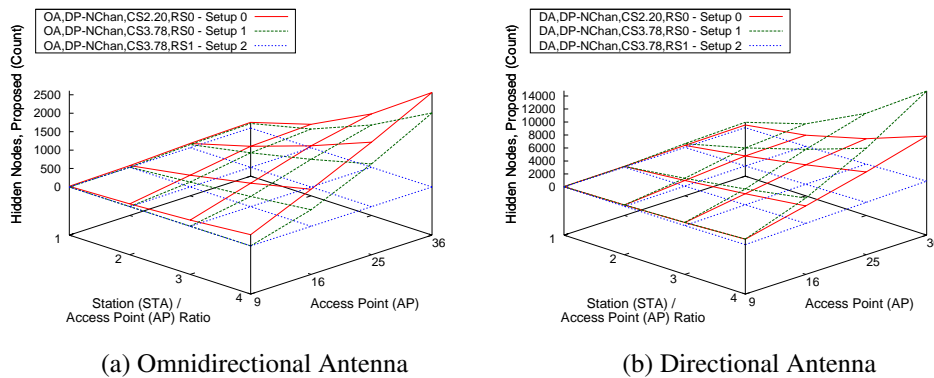 OA,DP-NChan,CS2.20,RS0 - Setup 0
OA,DP-NChan,CS3.78,RS0 - Setup 1
OA,DP-NChan,CS3.78,RS1 - Setup 2
Hidden Nodes, Proposed (Count)
2500
2000
1500
1000
500
0
1
2
3
4
9
16
25
36
Station (STA) /
Access Point (AP) Ratio
Access Point (AP)
(a) Omnidirectional Antenna
DA,DP-NChan,CS2.20,RS0 - Setup 0
DA,DP-NChan,CS3.78,RS0 - Setup 1
DA,DP-NChan,CS3.78,RS1 - Setup 2
Hidden Nodes, Proposed (Count)
14000
12000
10000
8000
6000
4000
2000
0
1
2
3
4
9
16
25
Station (STA) /
Access Point (AP) Ratio
Access Point (AP)
(b) Directional Antenna